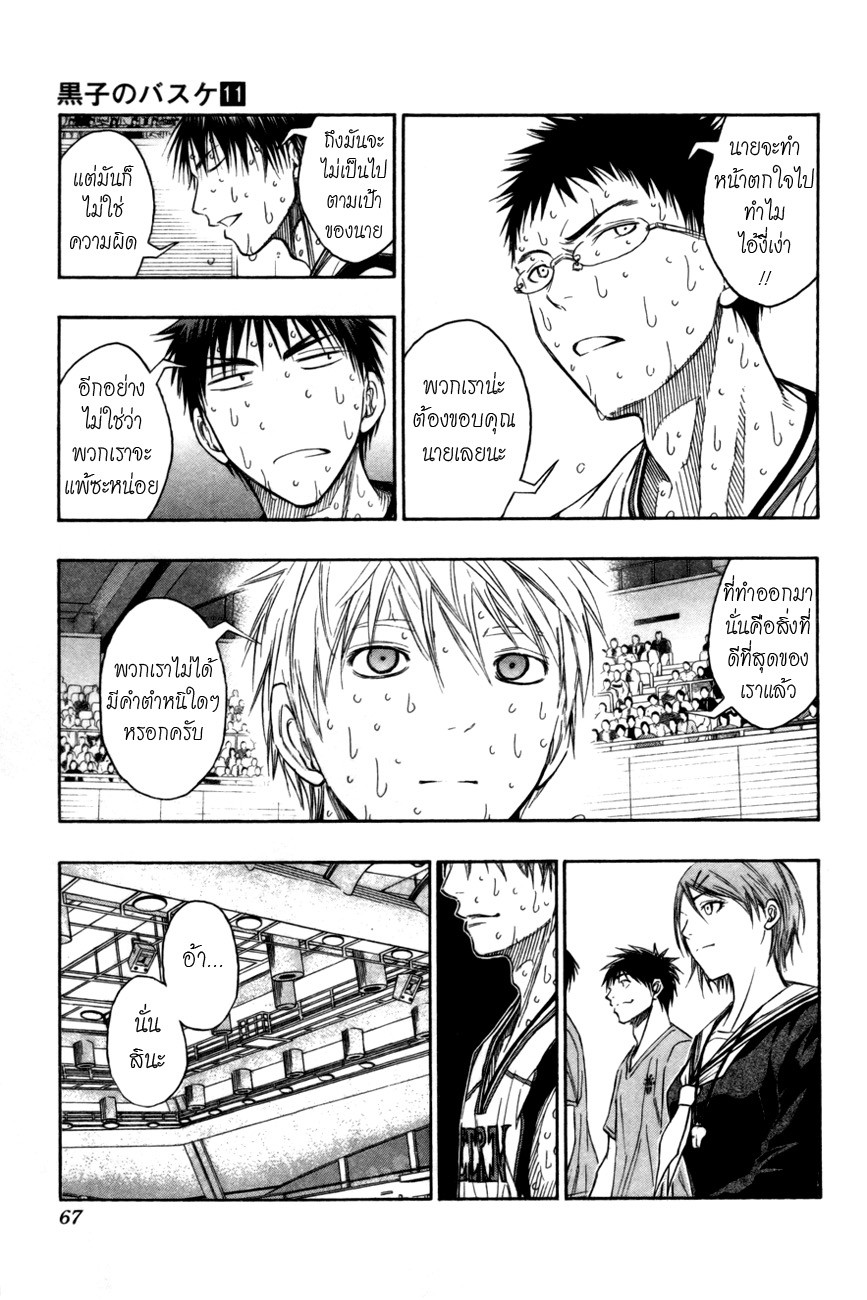 黒子のバスケ11
นายจะทำ
หน้าตกใจไป
ทำไม
ไอ้งี่เง่า
!!
พวกเราน่ะ
ต้องขอบคุณ
นายเลยนะ
ถึงมันจะ
ไม่เป็นไป
ตามเป้า
ของนาย
แต่มันก็
ไม่ใช่
ความผิด
อีกอย่าง
ไม่ใช่ว่า
พวกเราจะ
แพ้ซะหน่อย
ที่ทำออกมา
นั่นคือสิ่งที่
ดีที่สุดของ
เราแล้ว
พวกเราไม่ได้
มีคำตำหนิใดๆ
หรอกครับ
อ้า...
นั่น
สินะ
67